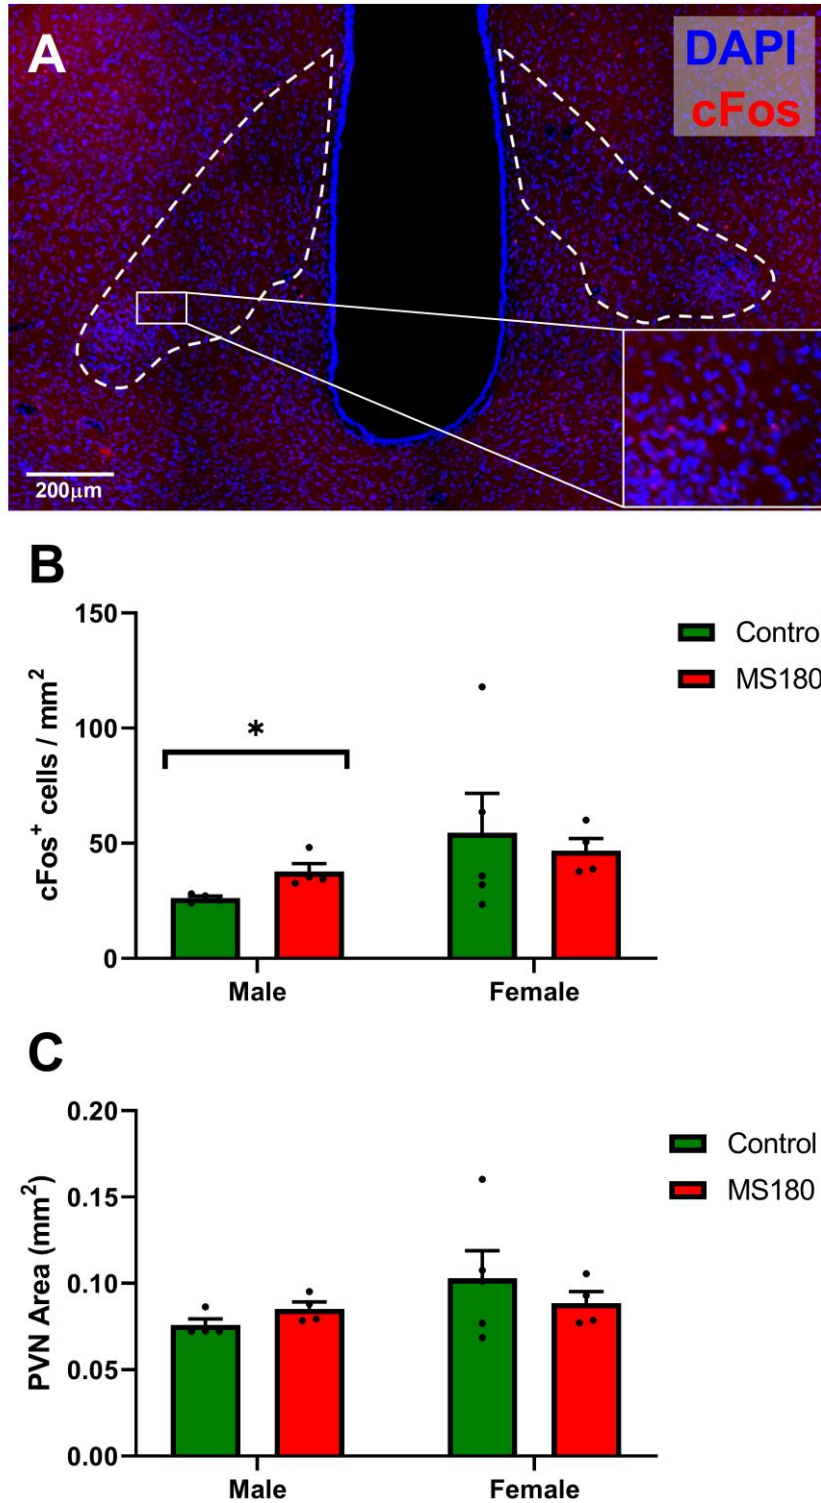 A
DAPI
cFos
200μm
B
cFos⁺ cells / mm²
150
100
50
0
*
Male
Female
Contro
MS180
C
PVN Area (mm²)
0.20
0.15
0.10
0.05
0.00
Male
Female
Control
MS180